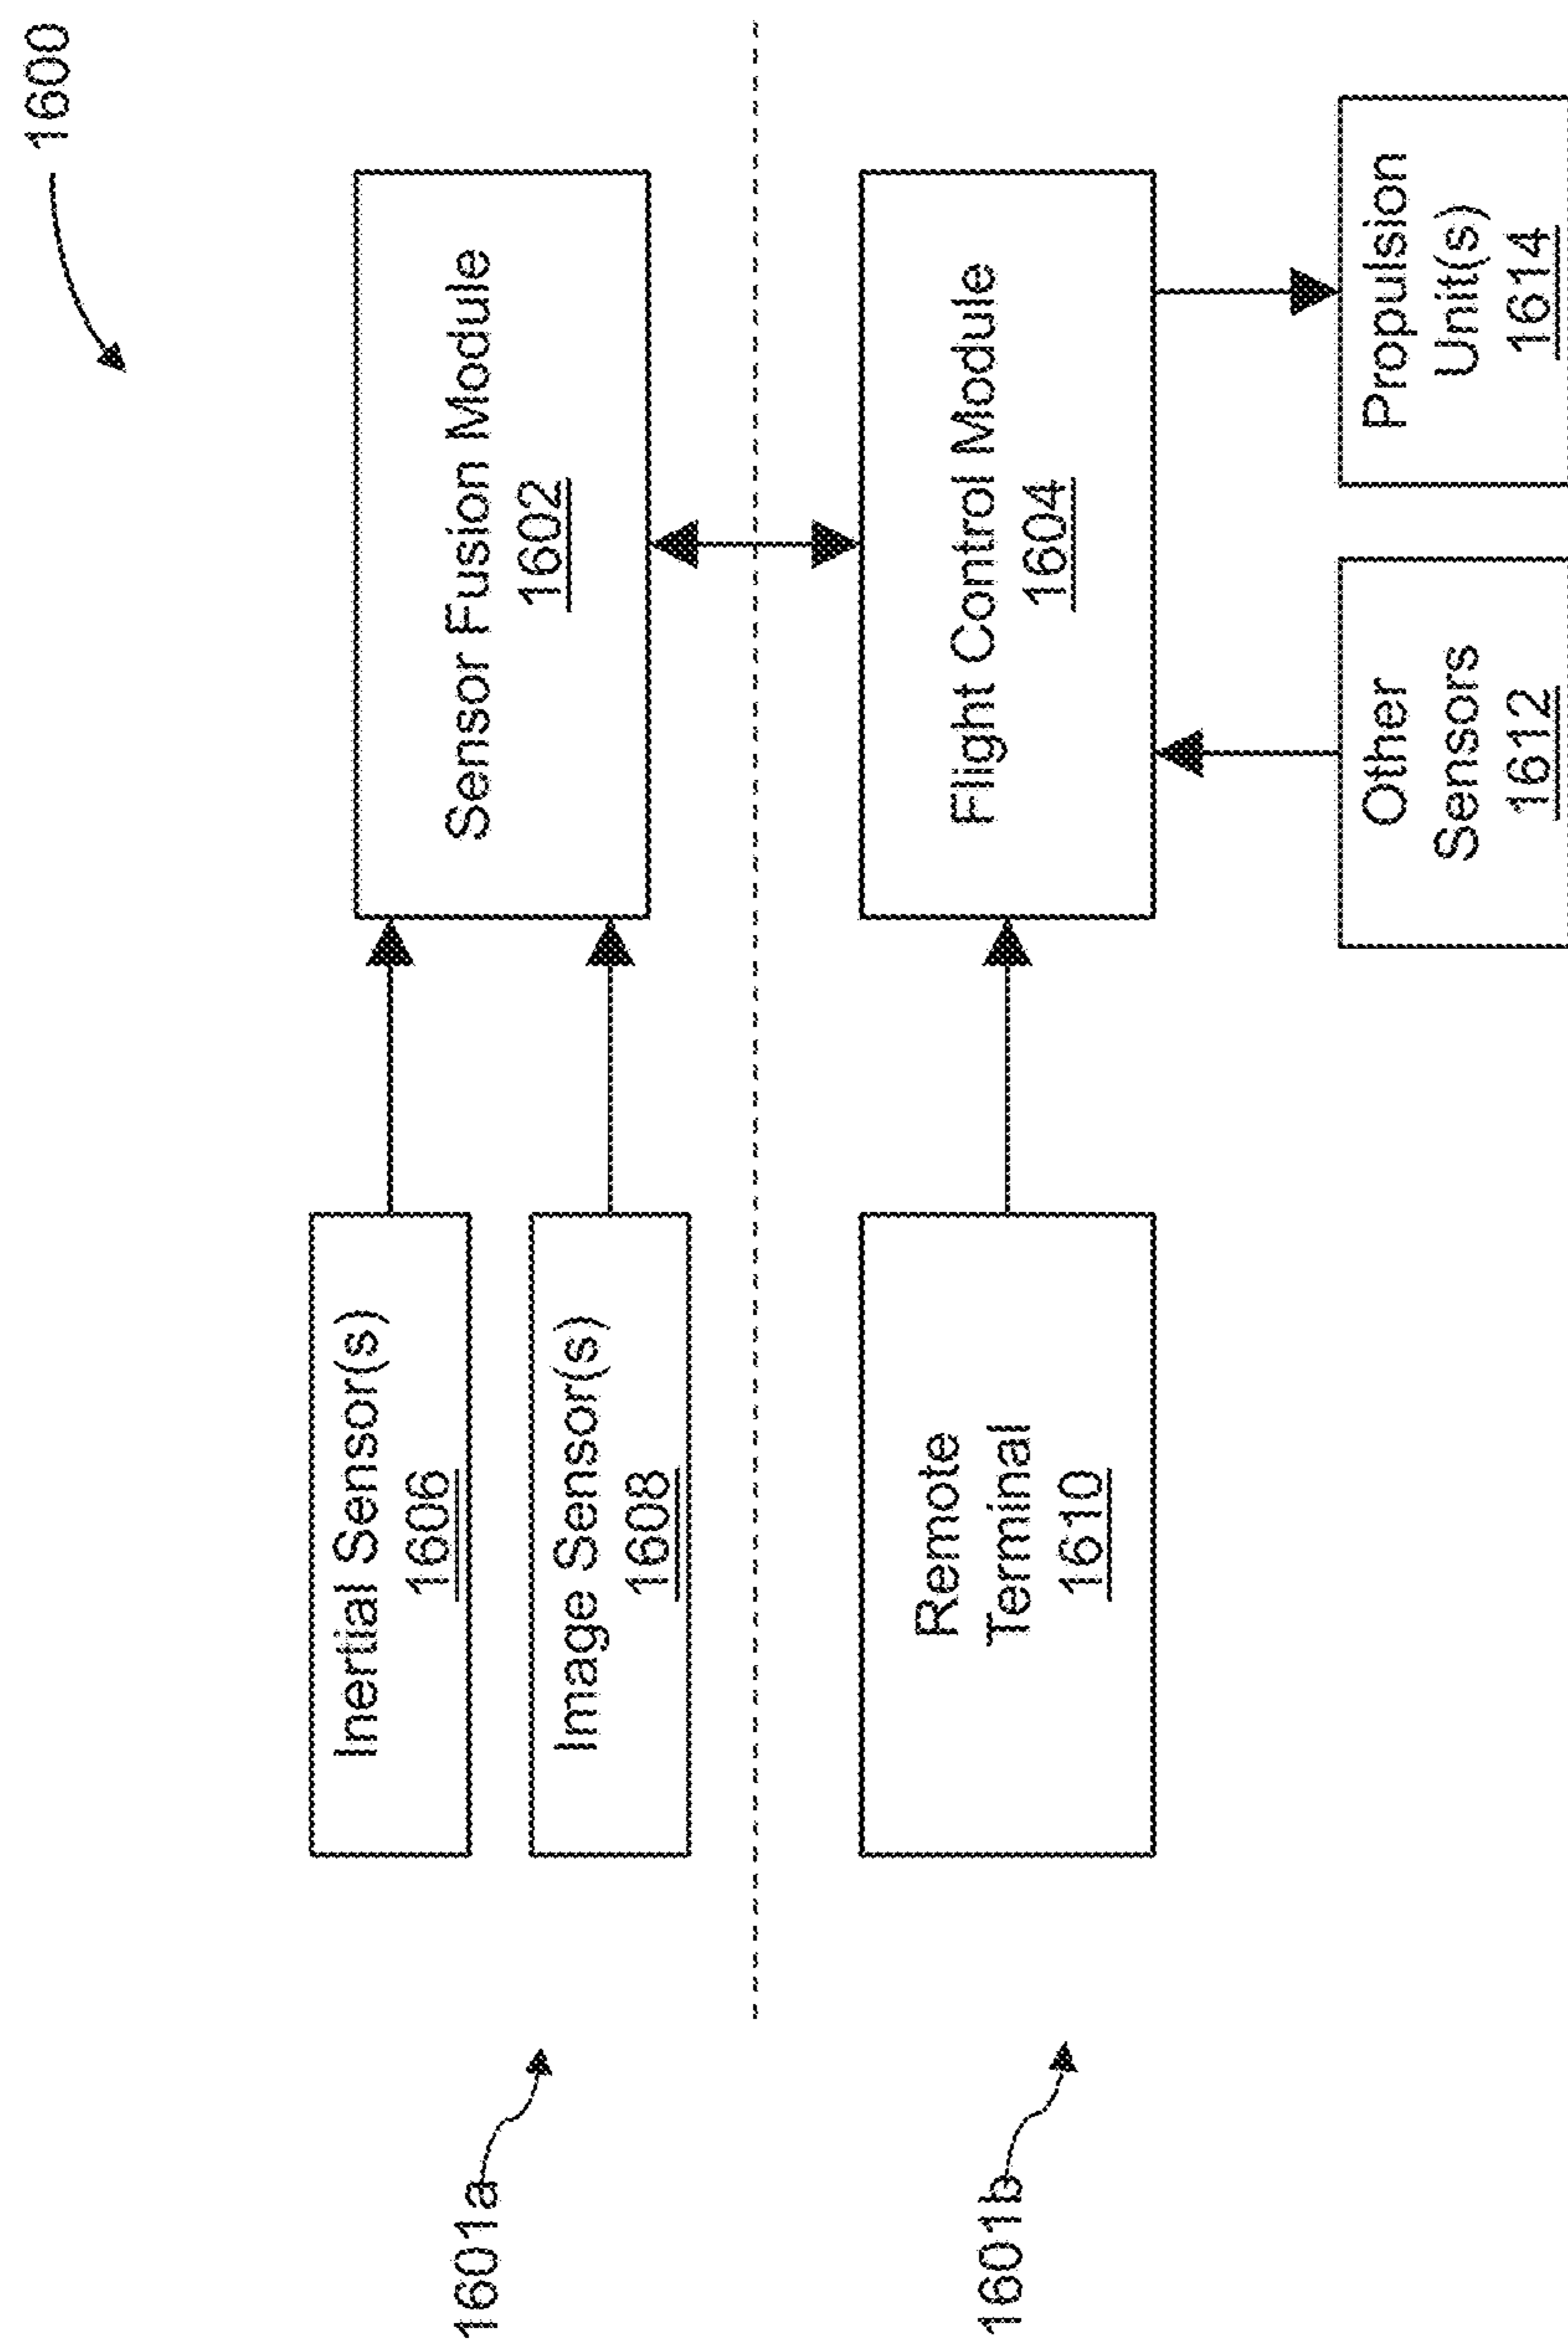 1600
Inertial Sensor(s)
1606
Image Sensor(s)
1608
Sensor Fusion Module
1602
1601a
Remote
Terminal
1610
Flight Control Module
1604
1601b
Other
Sensors
1612
Propulsion
Unit(s)
1614